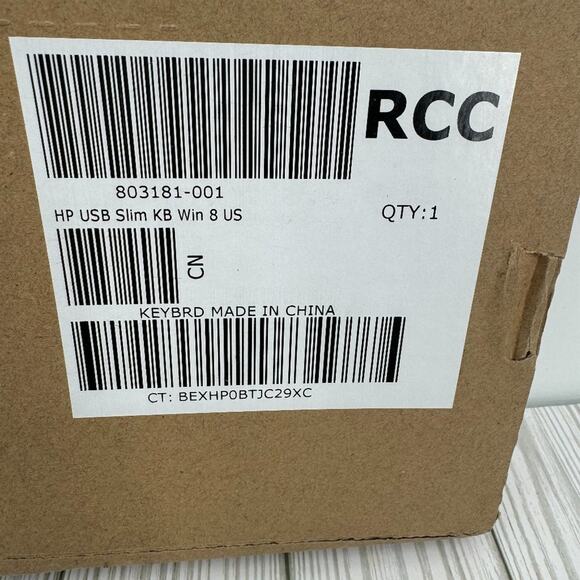 RCC
803181-001
HP USB Slim KB Win 8 US
QTY:1
CN
KEYBRD MADE IN CHINA
CT: BEXHP0BTJC29XC